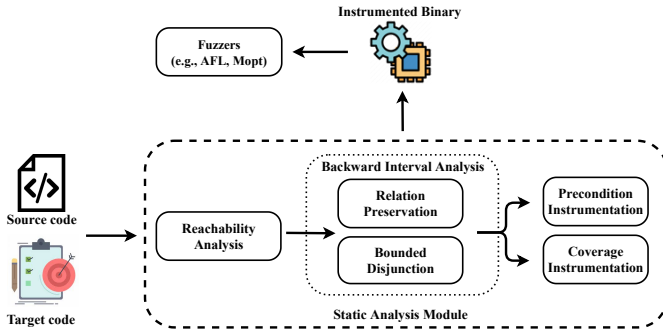 Instrumented Binary
Fuzzers
(e.g., AFL, Mopt)
</>
Source code
Target code
Reachability
Analysis
Backward Interval Analysis
Relation
Preservation
Bounded
Disjunction
Precondition
Instrumentation
Coverage
Instrumentation
Static Analysis Module